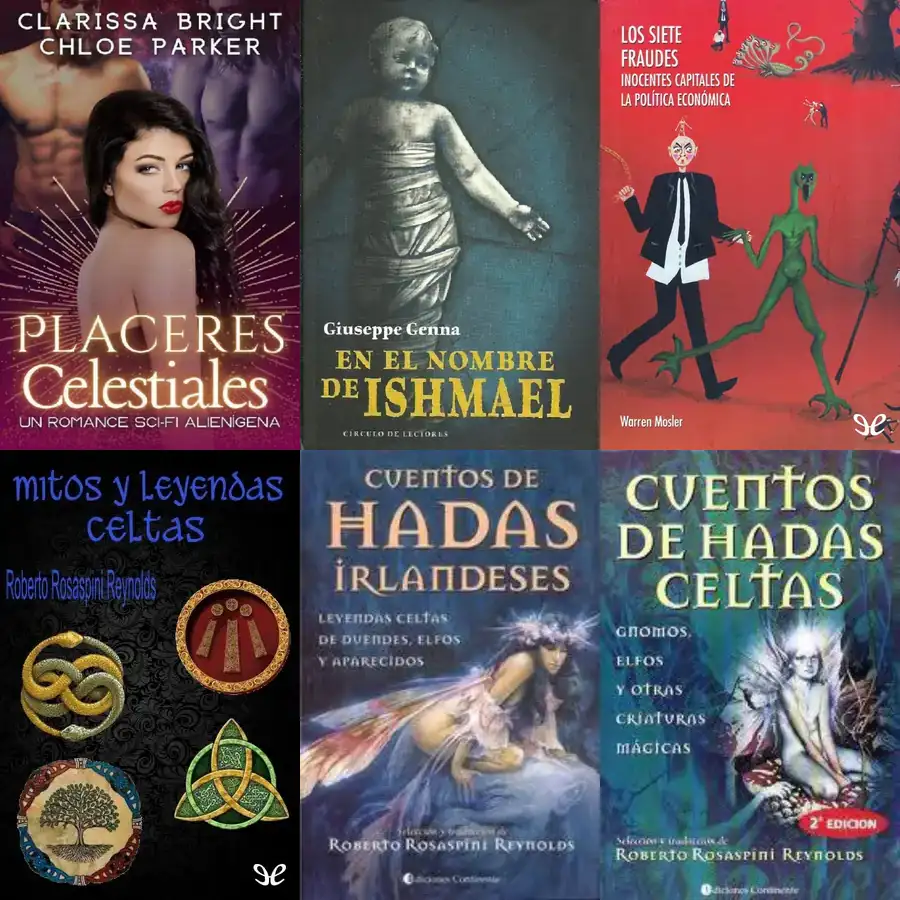 CLARISSA BRIGHT
CHLOE PARKER
PLACERES
Celestiales
UN ROMANCE SCI-FI ALIENÍGENA
Giuseppe Genna
EN EL NOMBRE
DE ISHMAEL
CÍRCULO DE LECTORES
LOS SIETE
FRAUDES
INOCENTES CAPITALES DE
LA POLÍTICA ECONÓMICA
Warren Mosler
mitos y leyendas
celtas
Roberto Rosaspini Reynolds
CUENTOS DE
HADAS
IRLANDESES
LEYENDAS CELTAS
DE DUENDES, ELFOS
Y APARECIDOS
Selección y traducción de
ROBERTO ROSASPINI REYNOLDS
Ediciones Continente
CUENTOS
DE HADAS
CELTAS
GNOMOS,
ELFOS
Y OTRAS
CRIATURAS
MÁGICAS
2ª EDICION
Selección y traducción de
ROBERTO ROSASPINI REYNOLDS
Ediciones Continente